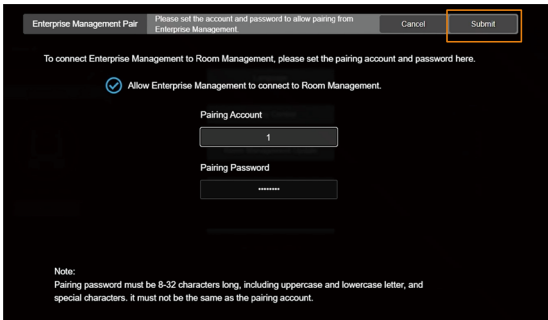 Enterprise Management Pair
Please set the account and password to allow pairing from
Enterprise Management.
Cancel
Submit
To connect Enterprise Management to Room Management, please set the pairing account and password here.
Allow Enterprise Management to connect to Room Management.
Pairing Account
1
Pairing Password
••••••••
Note:
Pairing password must be 8-32 characters long, including uppercase and lowercase letter, and
special characters. it must not be the same as the pairing account.